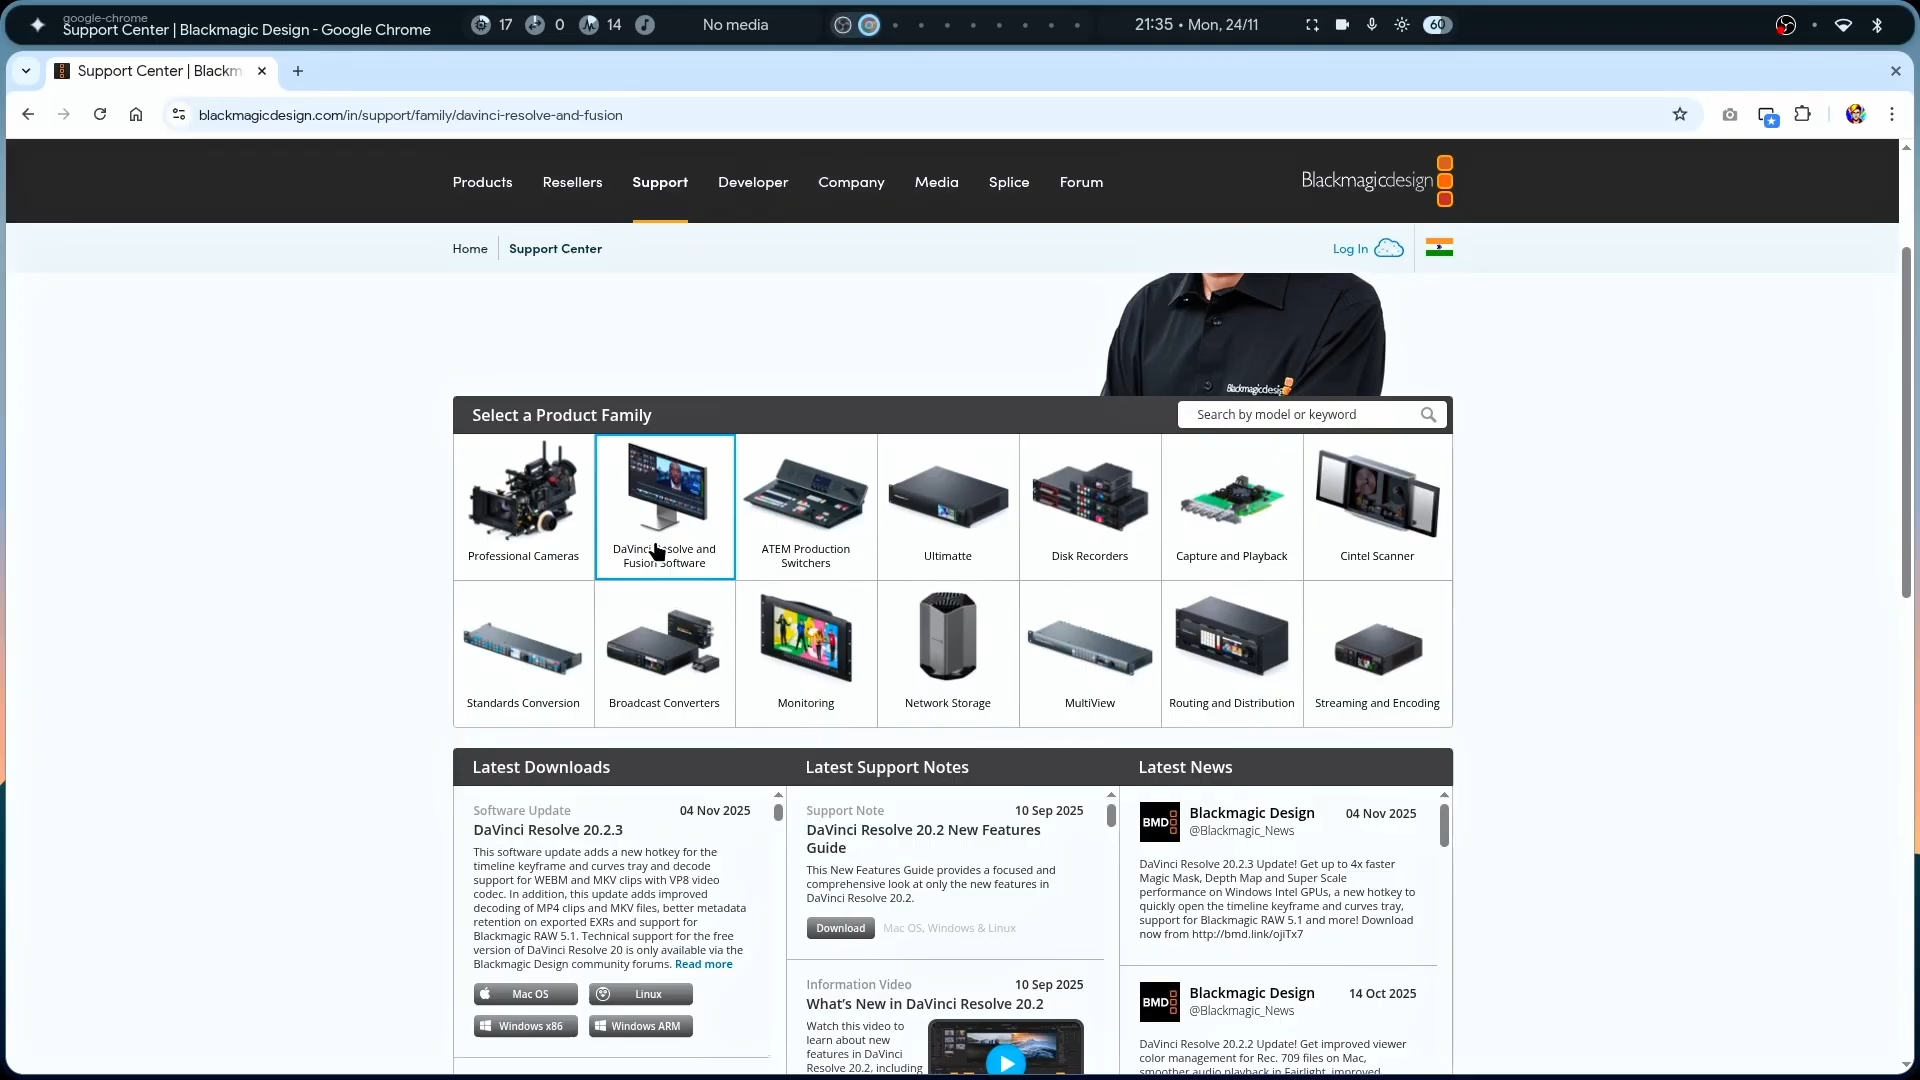 google-chrome
Support Center | Blackmagic Design - Google Chrome
17
0
14
No media
21:35 • Mon, 24/11
60
Support Center | Blackm
blackmagicdesign.com/in/support/family/davinci-resolve-and-fusion
Products
Resellers
Support
Developer
Company
Media
Splice
Forum
Blackmagicdesign
Home
Support Center
Log In
Blackmagicdesign
Select a Product Family
Search by model or keyword
Professional Cameras
DaVinci Resolve and
Fusion Software
ATEM Production
Switchers
Ultimatte
Disk Recorders
Capture and Playback
Cintel Scanner
Standards Conversion
Broadcast Converters
Monitoring
Network Storage
MultiView
Routing and Distribution
Streaming and Encoding
Latest Downloads
Software Update
04 Nov 2025
DaVinci Resolve 20.2.3
This software update adds a new hotkey for the
timeline keyframe and curves tray and decode
support for WEBM and MKV clips with VP8 video
codec. In addition, this update adds improved
decoding of MP4 clips and MKV files, better metadata
retention on exported EXRs and support for
Blackmagic RAW 5.1. Technical support for the free
version of DaVinci Resolve 20 is only available via the
Blackmagic Design community forums. Read more
Mac OS
Linux
Windows x86
Windows ARM
Latest Support Notes
Support Note
10 Sep 2025
DaVinci Resolve 20.2 New Features
Guide
This New Features Guide provides a focused and
comprehensive look at only the new features in
DaVinci Resolve 20.2.
Download
Mac OS, Windows & Linux
Information Video
10 Sep 2025
What's New in DaVinci Resolve 20.2
Watch this video to
learn about new
features in DaVinci
Resolve 20.2, including
Latest News
BMD
Blackmagic Design
04 Nov 2025
@Blackmagic_News
DaVinci Resolve 20.2.3 Update! Get up to 4x faster
Magic Mask, Depth Map and Super Scale
performance on Windows Intel GPUs, a new hotkey to
quickly open the timeline keyframe and curves tray,
support for Blackmagic RAW 5.1 and more! Download
now from http://bmd.link/ojiTx7
BMD
Blackmagic Design
14 Oct 2025
@Blackmagic_News
DaVinci Resolve 20.2.2 Update! Get improved viewer
color management for Rec. 709 files on Mac,
smoother audio playback in Fairlight, improved